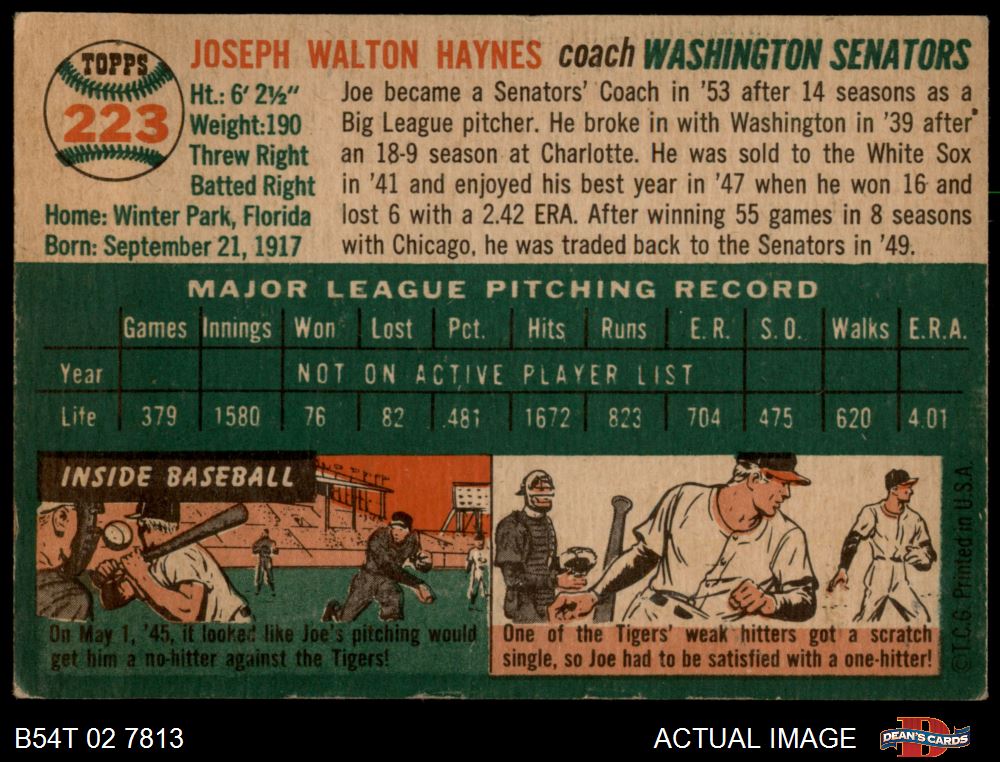 TOPPS
223
JOSEPH WALTON HAYNES coach WASHINGTON SENATORS
Ht.: 6' 2½"
Weight:190
Threw Right
Batted Right
Home: Winter Park, Florida
Born: September 21, 1917
Joe became a Senators' Coach in '53 after 14 seasons as a
Big League pitcher. He broke in with Washington in '39 after
an 18-9 season at Charlotte. He was sold to the White Sox
in '41 and enjoyed his best year in '47 when he won 16 and
lost 6 with a 2.42 ERA. After winning 55 games in 8 seasons
with Chicago, he was traded back to the Senators in '49.
MAJOR LEAGUE PITCHING RECORD
Games Innings Won Lost Pct. Hits Runs E.R. S.O. Walks E.R.A.
Year NOT ON ACTIVE PLAYER LIST
Life 379 1580 76 82 .481 1672 823 704 475 620 4.01
INSIDE BASEBALL
On May 1, '45, it looked like Joe's pitching would
get him a no-hitter against the Tigers!
One of the Tigers' weak hitters got a scratch
single, so Joe had to be satisfied with a one-hitter!
©T.C.G. Printed in U.S.A.
B54T 02 7813
ACTUAL IMAGE
D
DEAN'S CARDS